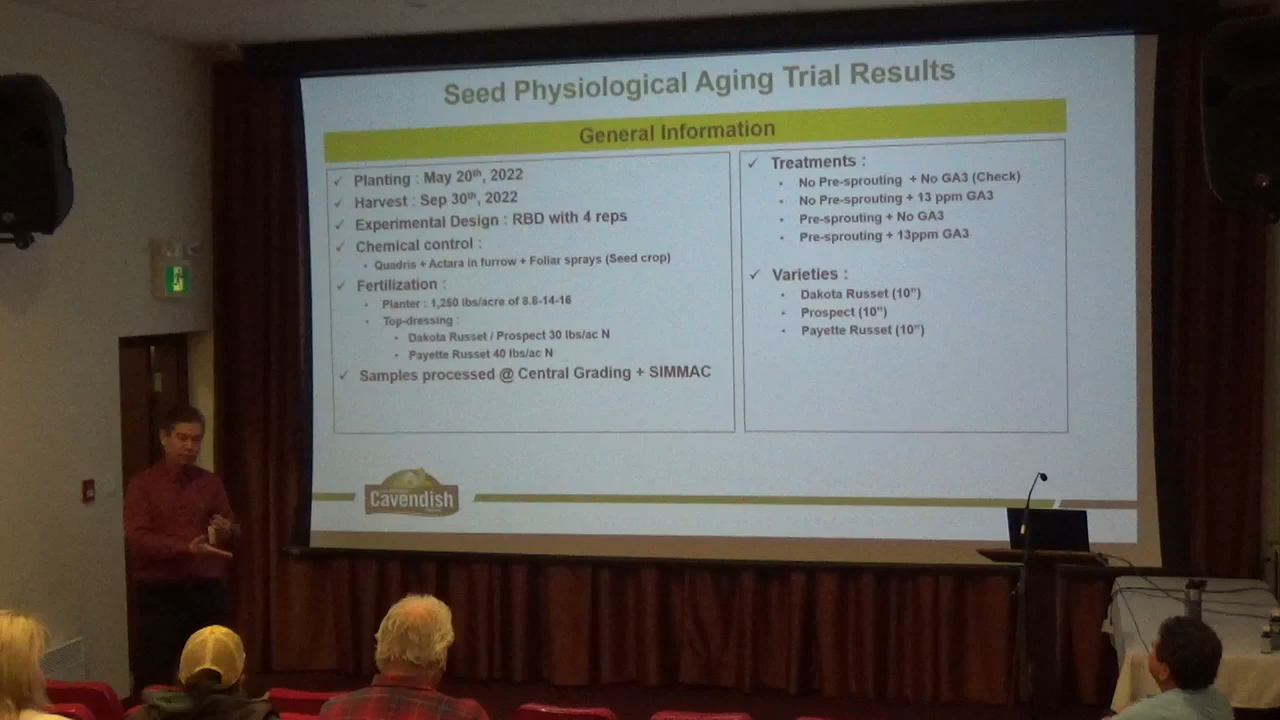 Seed Physiological Aging Trial Results
General Information
✓ Planting : May 20th, 2022
✓ Harvest : Sep 30th, 2022
✓ Experimental Design : RBD with 4 reps
✓ Chemical control :
• Quadris + Actara in furrow + Foliar sprays (Seed crop)
✓ Fertilization :
• Planter : 1,250 lbs/acre of 8.8-14-16
• Top-dressing :
• Dakota Russet / Prospect 30 lbs/ac N
• Payette Russet 40 lbs/ac N
✓ Samples processed @ Central Grading + SIMMAC
✓ Treatments :
• No Pre-sprouting + No GA3 (Check)
• No Pre-sprouting + 13 ppm GA3
• Pre-sprouting + No GA3
• Pre-sprouting + 13ppm GA3
✓ Varieties :
• Dakota Russet (10")
• Prospect (10")
• Payette Russet (10")
Cavendish